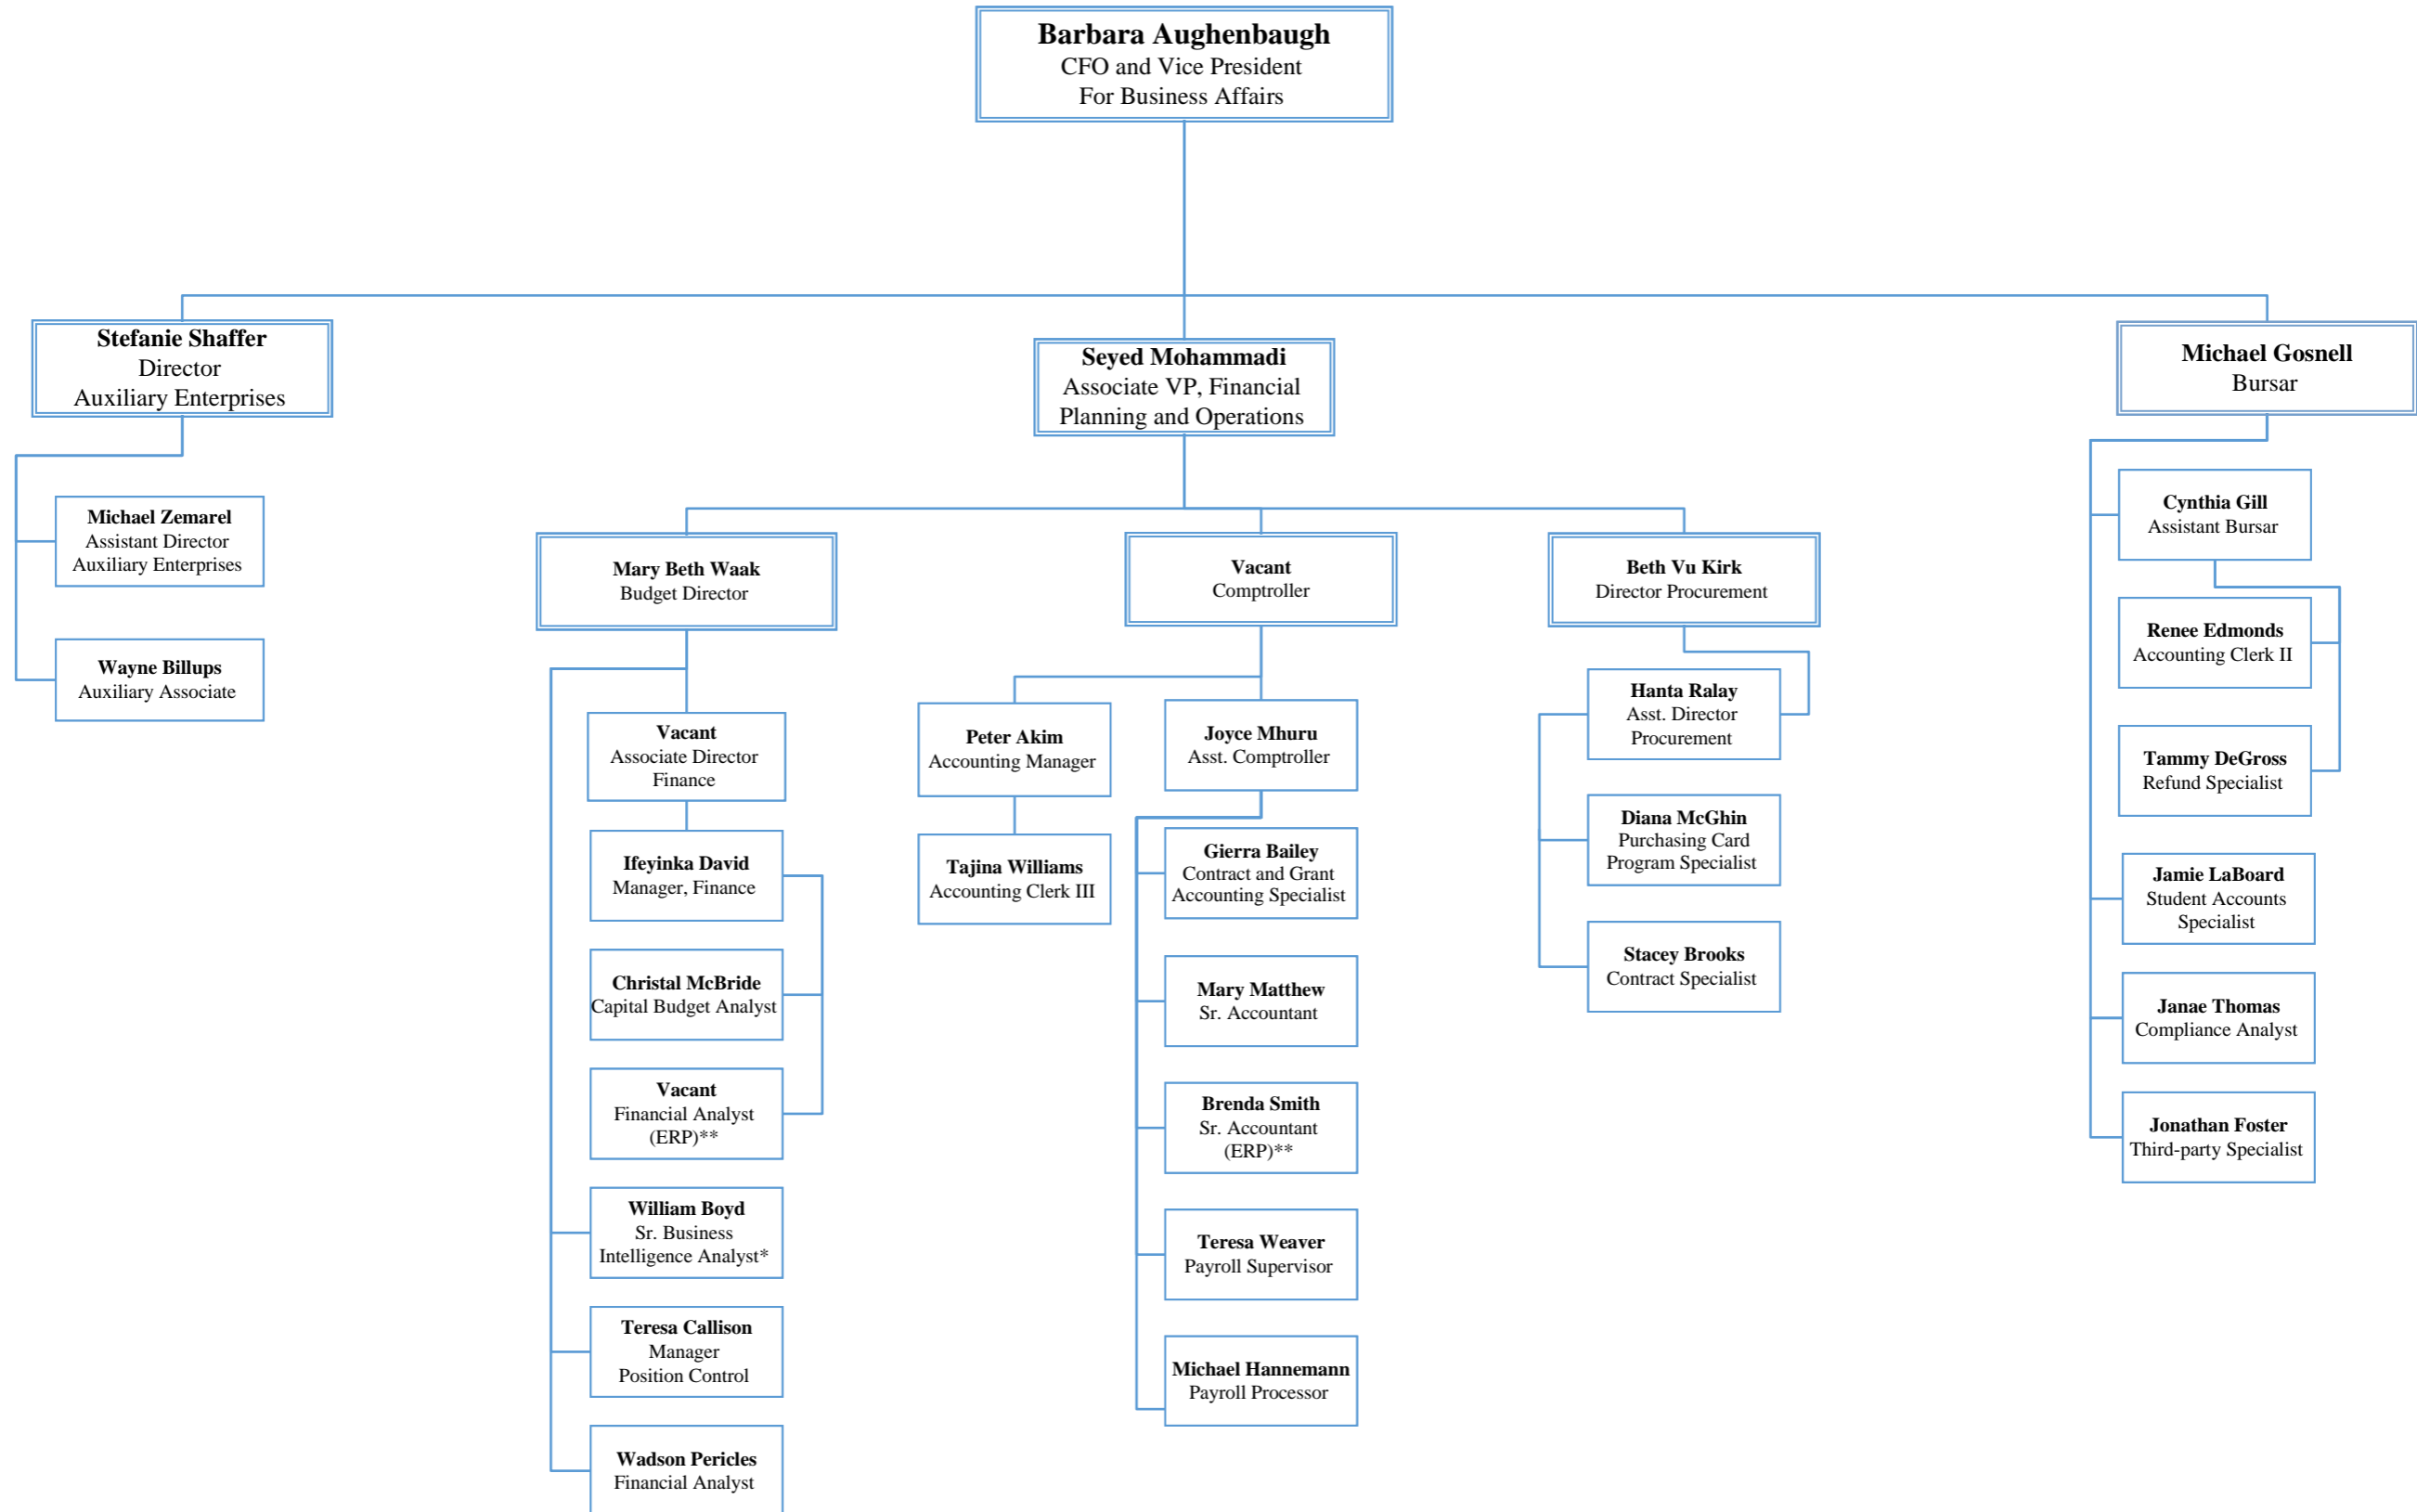 Barbara Aughenbaugh
CFO and Vice President
For Business Affairs
Stefanie Shaffer
Director
Auxiliary Enterprises
Michael Zemarel
Assistant Director
Auxiliary Enterprises
Wayne Billups
Auxiliary Associate
Seyed Mohammadi
Associate VP, Financial
Planning and Operations
Mary Beth Waak
Budget Director
Vacant
Associate Director
Finance
Ifeyinka David
Manager, Finance
Christal McBride
Capital Budget Analyst
Vacant
Financial Analyst
(ERP)**
William Boyd
Sr. Business
Intelligence Analyst*
Teresa Callison
Manager
Position Control
Wadson Pericles
Financial Analyst
Vacant
Comptroller
Peter Akim
Accounting Manager
Tajina Williams
Accounting Clerk III
Joyce Mhuru
Asst. Comptroller
Gierra Bailey
Contract and Grant
Accounting Specialist
Mary Matthew
Sr. Accountant
Brenda Smith
Sr. Accountant
(ERP)**
Teresa Weaver
Payroll Supervisor
Michael Hannemann
Payroll Processor
Beth Vu Kirk
Director Procurement
Hanta Ralay
Asst. Director
Procurement
Diana McGhin
Purchasing Card
Program Specialist
Stacey Brooks
Contract Specialist
Michael Gosnell
Bursar
Cynthia Gill
Assistant Bursar
Renee Edmonds
Accounting Clerk II
Tammy DeGross
Refund Specialist
Jamie LaBoard
Student Accounts
Specialist
Janae Thomas
Compliance Analyst
Jonathan Foster
Third-party Specialist